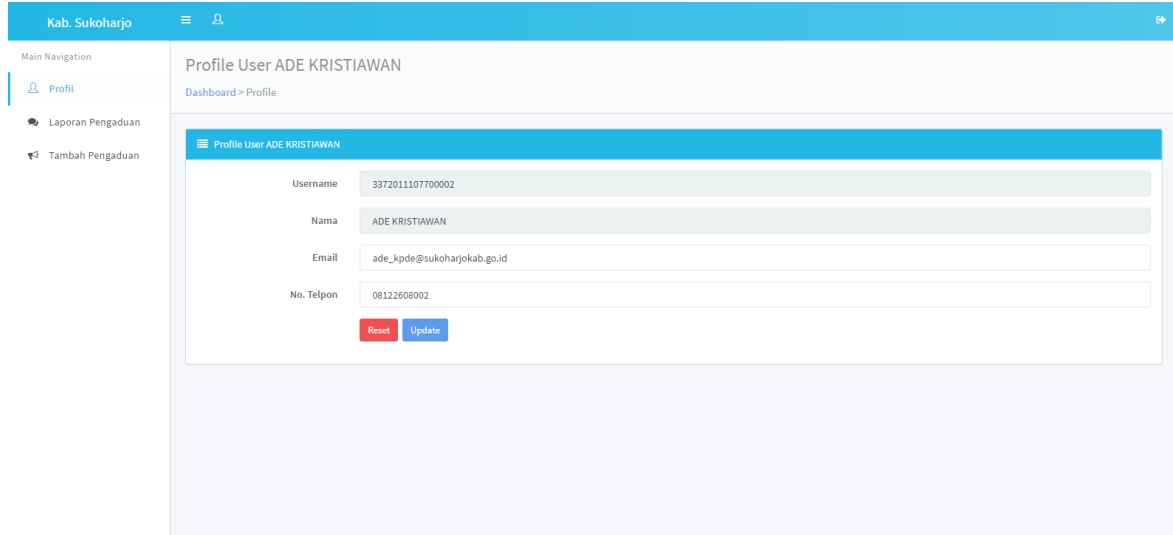 Kab. Sukoharjo
Main Navigation
Profil
Laporan Pengaduan
Tambah Pengaduan
Profile User ADE KRISTIAWAN
Dashboard > Profile
Profile User ADE KRISTIAWAN
Username 3372011107700002
Nama ADE KRISTIAWAN
Email ade_kpde@sukoharjokab.go.id
No. Telpon 08122608002
Reset Update